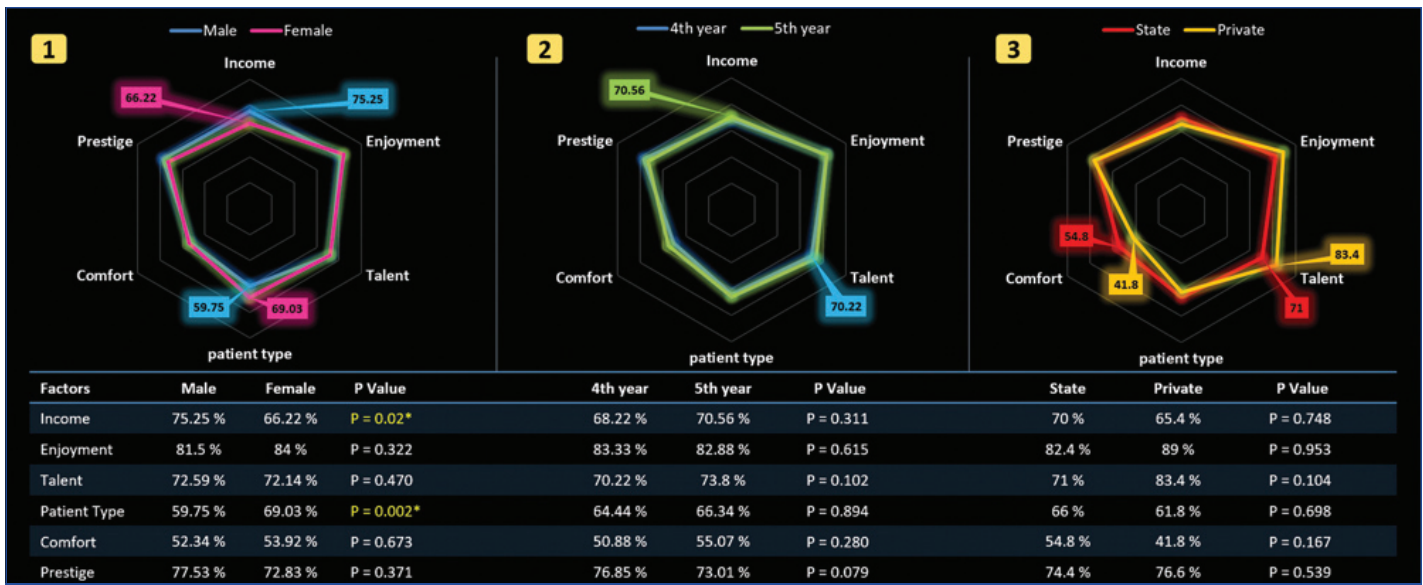 Male Female
1
Income
66.22
75.25
Prestige
Enjoyment
Comfort
Talent
59.75
69.03
patient type
4th year 5th year
2
Income
70.56
Prestige
Enjoyment
Comfort
Talent
70.22
patient type
State Private
3
Income
Prestige
Enjoyment
54.8
83.4
Comfort
41.8
Talent
71
patient type
Factors Male Female P Value 4th year 5th year P Value State Private P Value
Income 75.25 % 66.22 % P = 0.02* 68.22 % 70.56 % P = 0.311 70 % 65.4 % P = 0.748
Enjoyment 81.5 % 84 % P = 0.322 83.33 % 82.88 % P = 0.615 82.4 % 89 % P = 0.953
Talent 72.59 % 72.14 % P = 0.470 70.22 % 73.8 % P = 0.102 71 % 83.4 % P = 0.104
Patient Type 59.75 % 69.03 % P = 0.002* 64.44 % 66.34 % P = 0.894 66 % 61.8 % P = 0.698
Comfort 52.34 % 53.92 % P = 0.673 50.88 % 55.07 % P = 0.280 54.8 % 41.8 % P = 0.167
Prestige 77.53 % 72.83 % P = 0.371 76.85 % 73.01 % P = 0.079 74.4 % 76.6 % P = 0.539